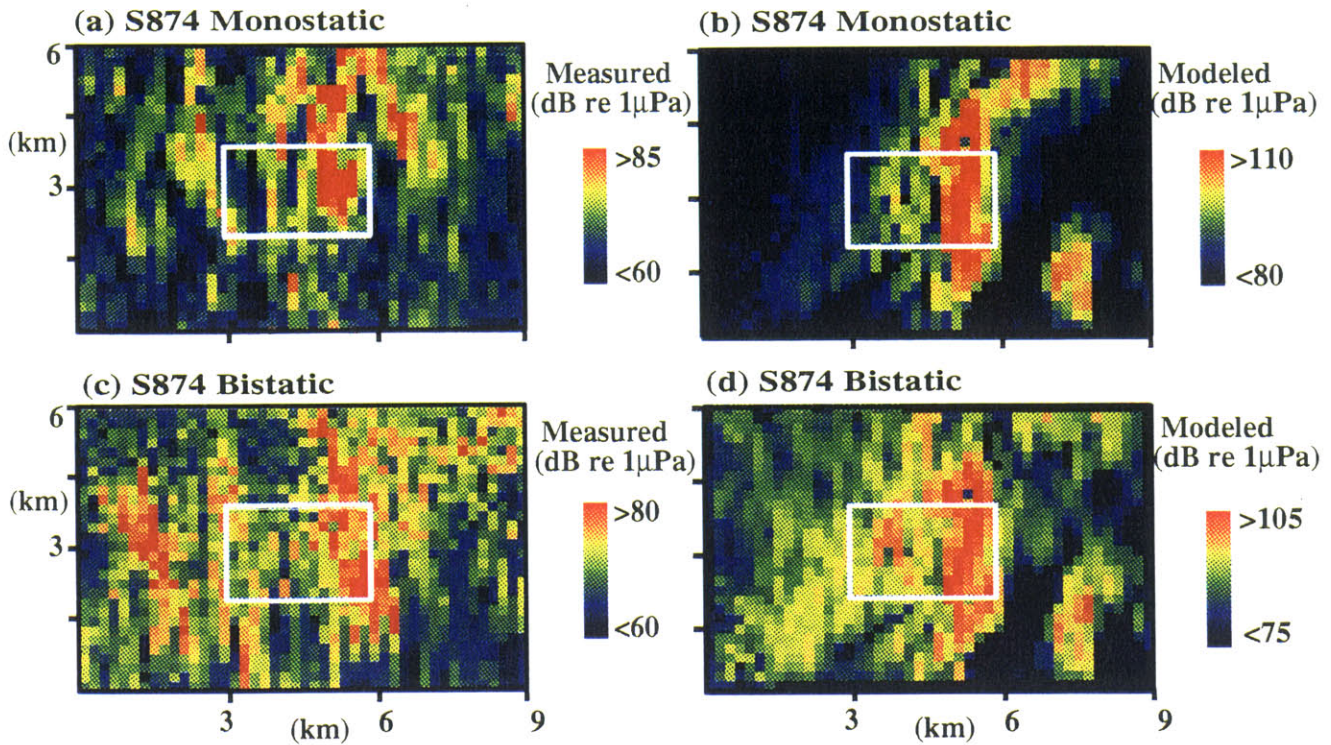 (a) S874 Monostatic
6
(km)
3
Measured
(dB re 1μPa)
>85
<60
(b) S874 Monostatic
Modeled
(dB re 1μPa)
>110
<80
(c) S874 Bistatic
6
(km)
3
Measured
(dB re 1μPa)
>80
<60
3
(km)
6
9
(d) S874 Bistatic
Modeled
(dB re 1μPa)
>105
<75
3
(km)
6
9